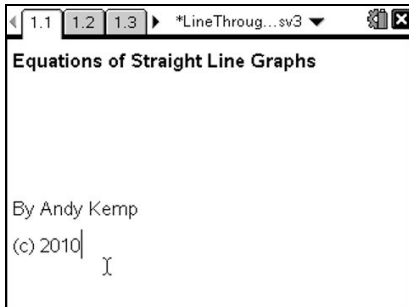 1.1 1.2 1.3 *LineThroug...sv3
Equations of Straight Line Graphs
By Andy Kemp
(c) 2010